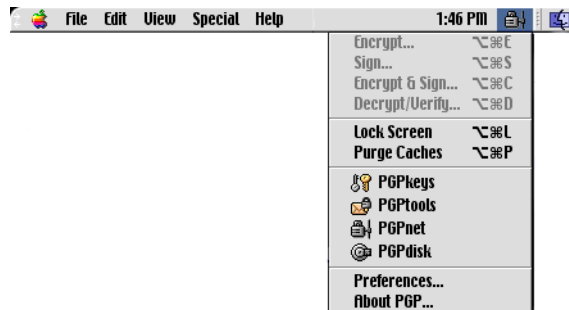 File Edit View Special Help 1:46 PM
Encrypt... ⌥⌘E
Sign... ⌥⌘S
Encrypt & Sign... ⌥⌘C
Decrypt/Verify... ⌥⌘D
Lock Screen ⌥⌘L
Purge Caches ⌥⌘P
PGPkeys
PGPtools
PGPnet
PGPdisk
Preferences...
About PGP...